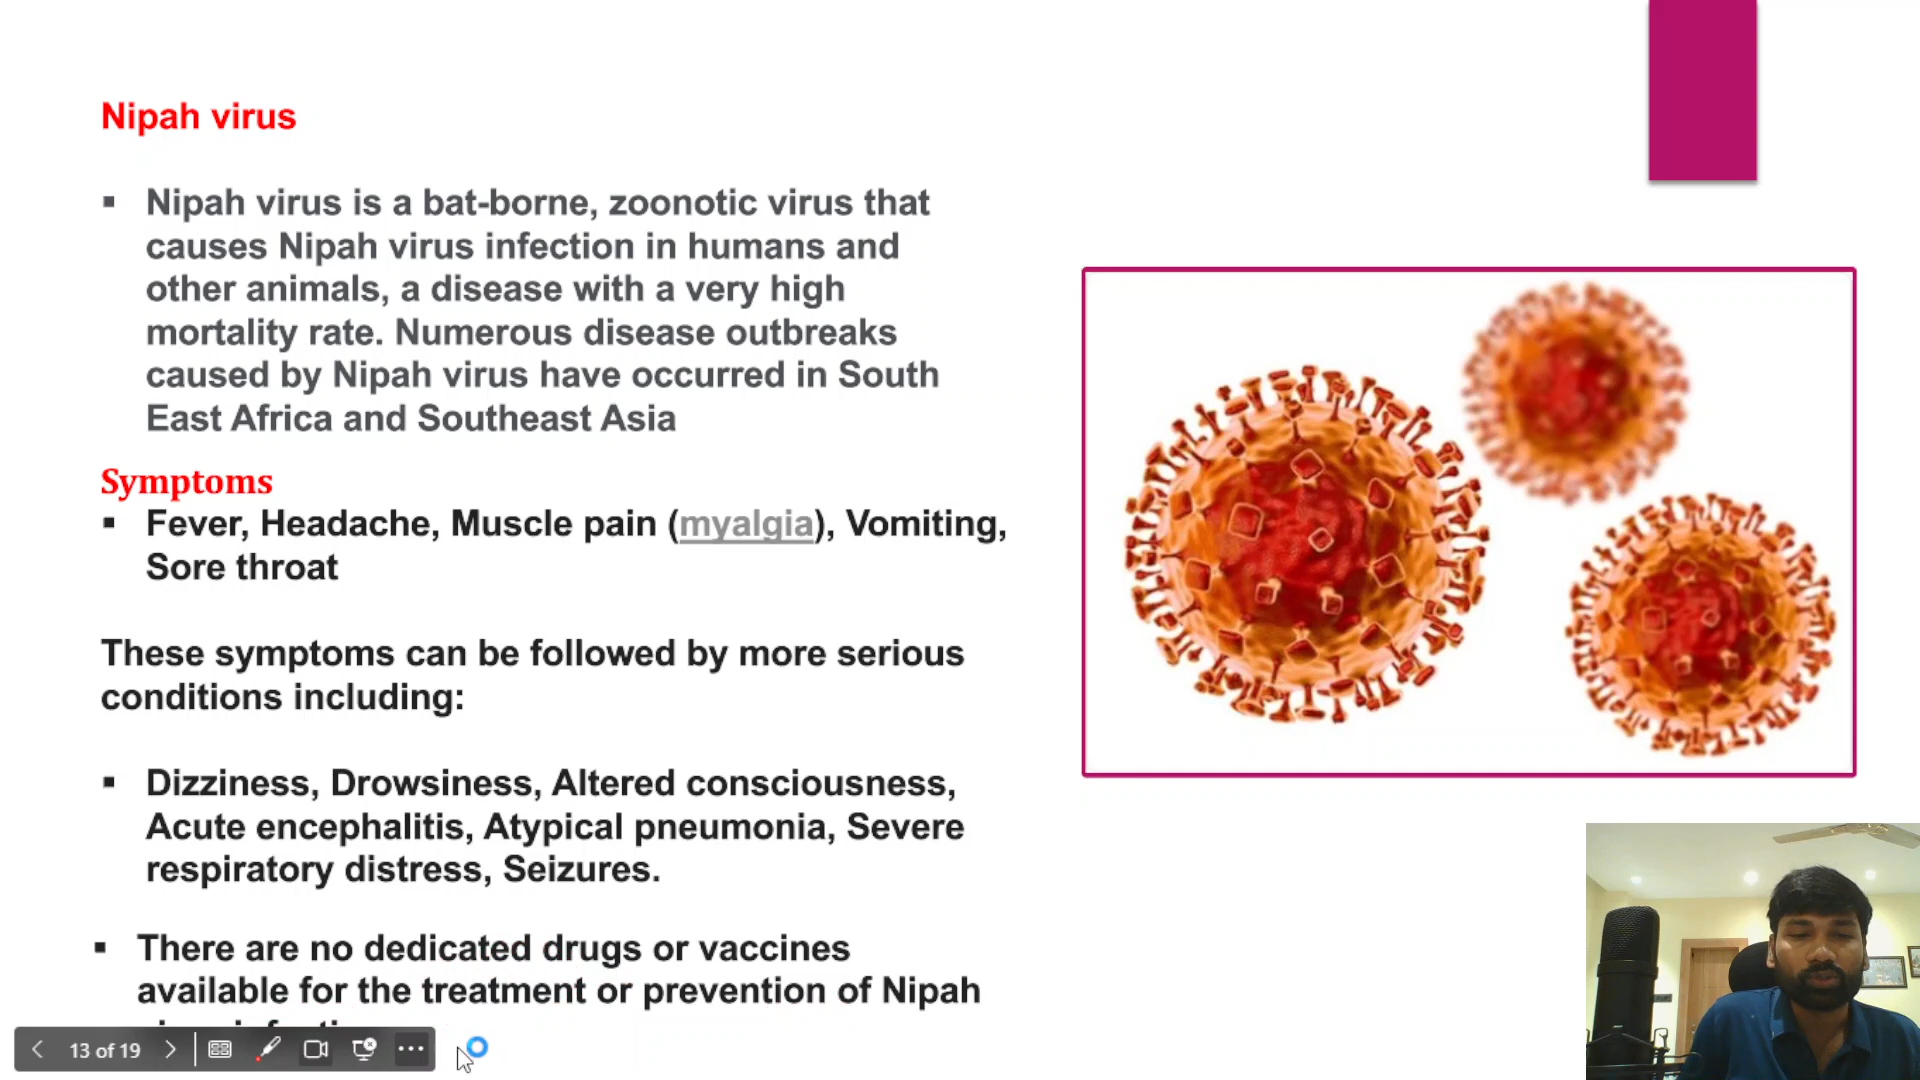 Nipah virus
▪ Nipah virus is a bat-borne, zoonotic virus that
causes Nipah virus infection in humans and
other animals, a disease with a very high
mortality rate. Numerous disease outbreaks
caused by Nipah virus have occurred in South
East Africa and Southeast Asia
Symptoms
▪ Fever, Headache, Muscle pain (myalgia), Vomiting,
Sore throat
These symptoms can be followed by more serious
conditions including:
▪ Dizziness, Drowsiness, Altered consciousness,
Acute encephalitis, Atypical pneumonia, Severe
respiratory distress, Seizures.
▪ There are no dedicated drugs or vaccines
available for the treatment or prevention of Nipah
13 of 19